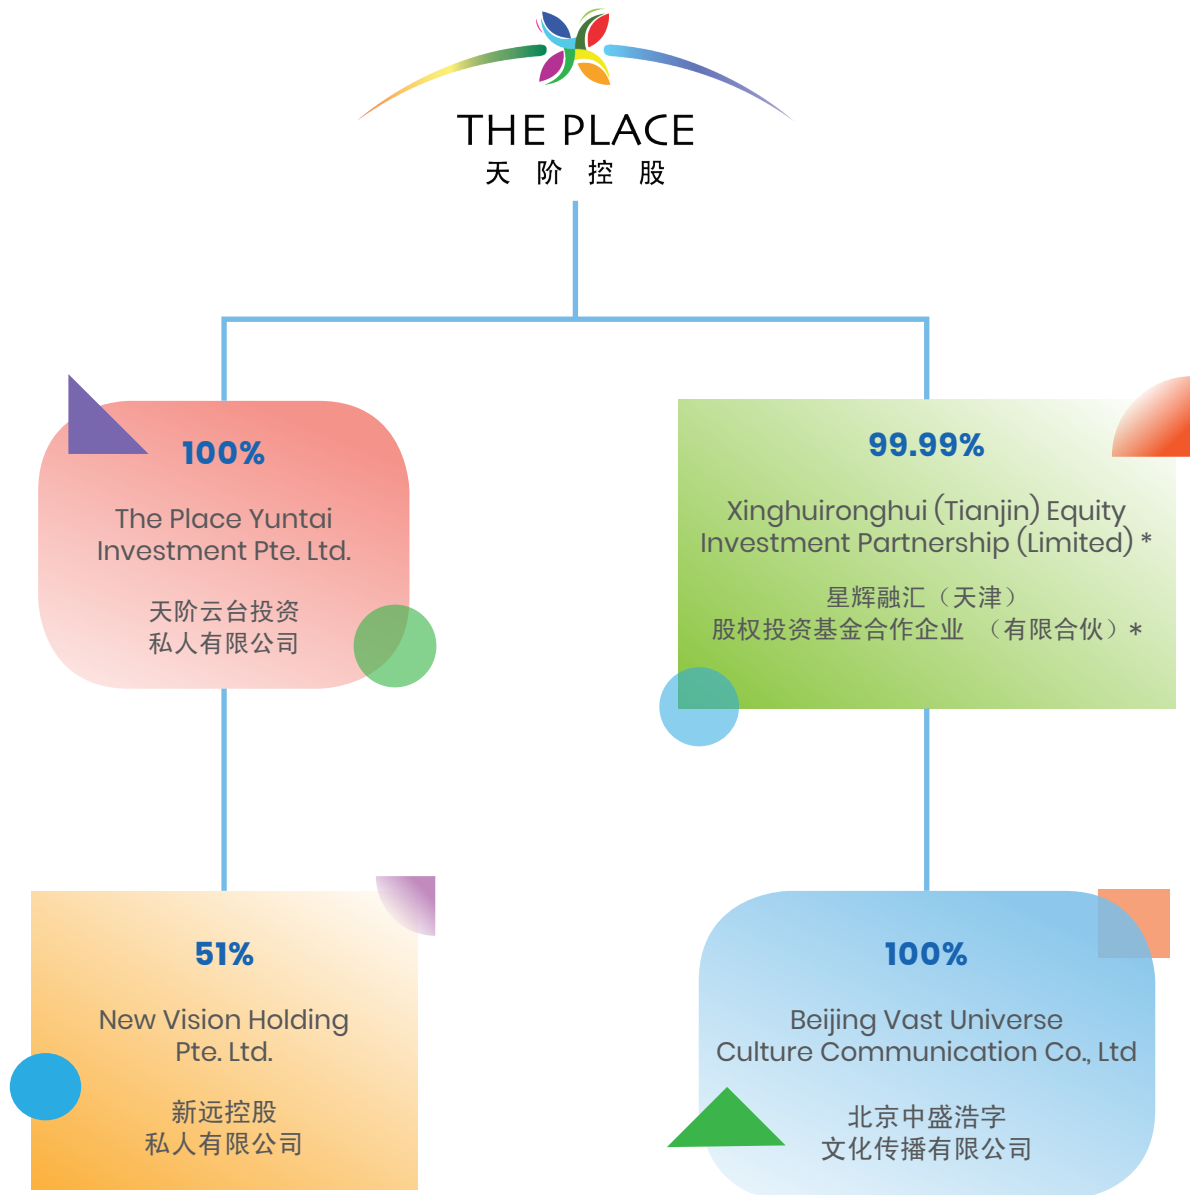 THE PLACE
天阶控股
100%
The Place Yuntai
Investment Pte. Ltd.
天阶云台投资
私人有限公司
99.99%
Xinghuironghui (Tianjin) Equity
Investment Partnership (Limited) *
星辉融汇（天津）
股权投资基金合作企业 （有限合伙）*
51%
New Vision Holding
Pte. Ltd.
新远控股
私人有限公司
100%
Beijing Vast Universe
Culture Communication Co., Ltd
北京中盛浩字
文化传播有限公司